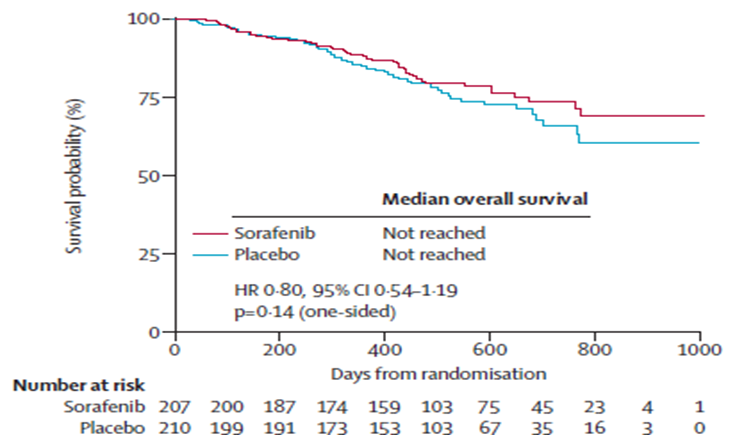 100
75
50
25
0
Survival probability (%)
Median overall survival
Sorafenib Not reached
Placebo Not reached
HR 0·80, 95% CI 0·54–1·19
p=0·14 (one-sided)
0 200 400 600 800 1000
Days from randomisation
Number at risk
Sorafenib 207 200 187 174 159 103 75 45 23 4 1
Placebo 210 199 191 173 153 103 67 35 16 3 0